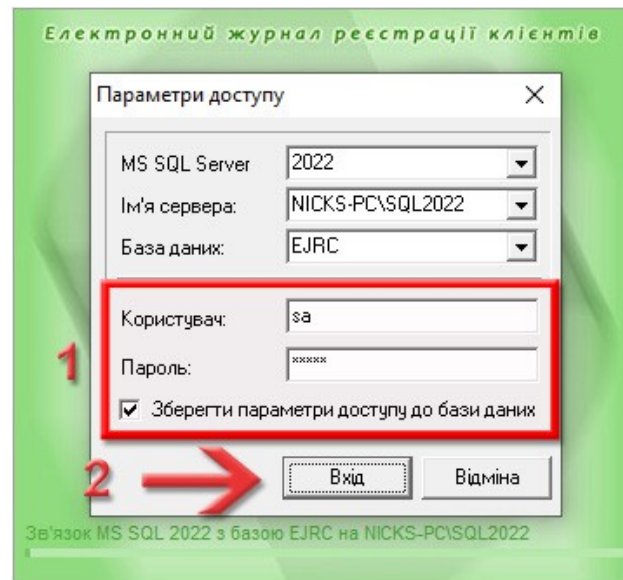 Електронний журнал реєстрації клієнтів
Параметри доступу
MS SQL Server 2022
Ім'я сервера: NICKS-PC\SQL2022
База даних: EJRC
Користувач: sa
1
Пароль: xxxxx
Зберегти параметри доступу до бази даних
2 Вхід Відміна
Зв'язок MS SQL 2022 з базою EJRC на NICKS-PC\SQL2022